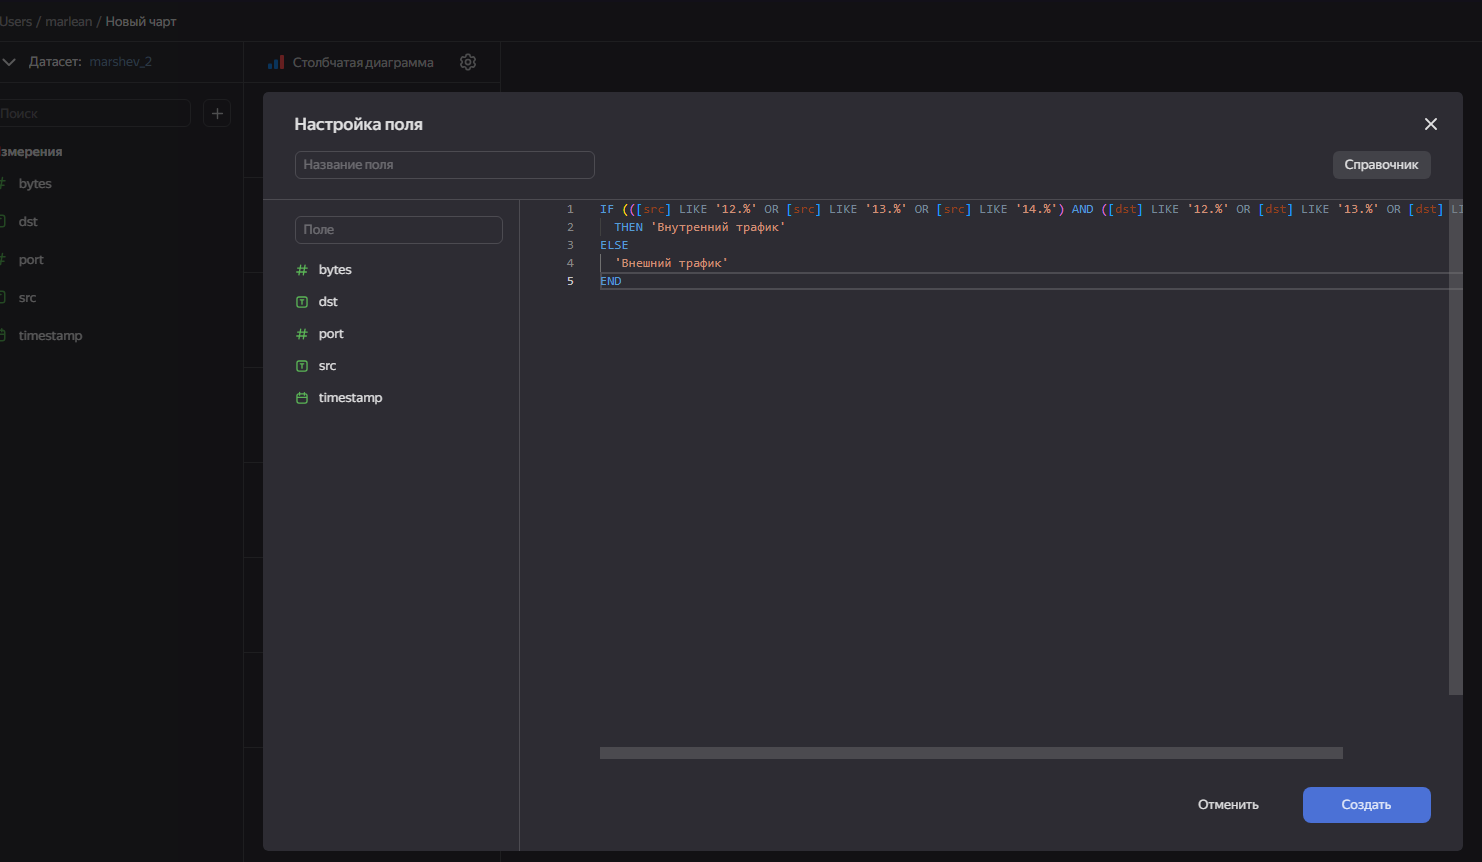 Users / marlean / Новый чарт
Датасет: marshev_2
Столбчатая диаграмма
Поиск
змерения
bytes
dst
port
src
timestamp
Настройка поля
Название поля
Справочник
Поле
bytes
dst
port
src
timestamp
1 IF (([src] LIKE '12.%' OR [src] LIKE '13.%' OR [src] LIKE '14.%') AND ([dst] LIKE '12.%' OR [dst] LIKE '13.%' OR [dst] LI
2 THEN 'Внутренний трафик'
3 ELSE
4 'Внешний трафик'
5 END
Отменить
Создать